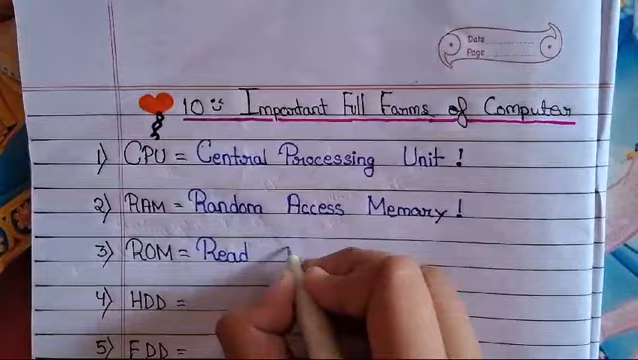 Date
Page
10 Important Full Farms of Computer
1) CPU = Central Processing Unit !
2) RAM = Random Access Memory !
3) ROM = Read
4) HDD =
5) FDD =